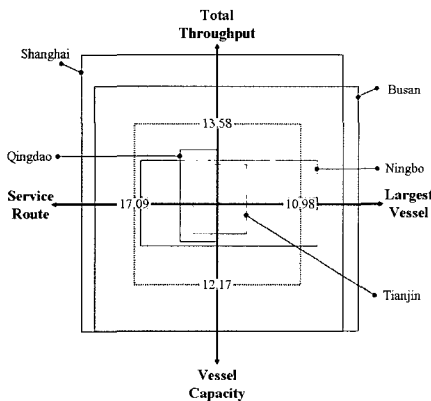 Total
Throughput
Shanghai
Busan
13.58
Qingdao
Ningbo
Service
Route
17.09
10.98
Largest
Vessel
12.17
Tianjin
Vessel
Capacity